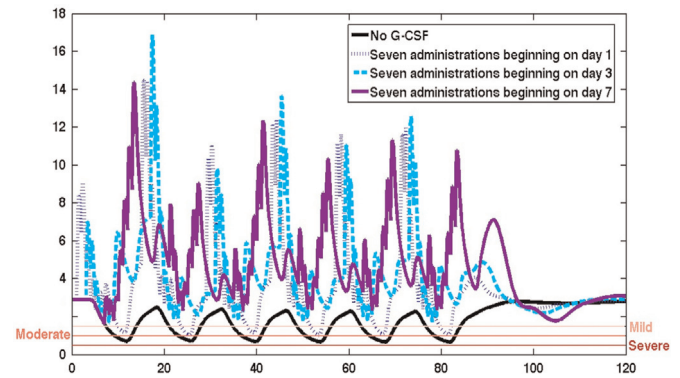 18
16
14
12
10
8
6
4
2
0
No G-CSF
Seven administrations beginning on day 1
Seven administrations beginning on day 3
Seven administrations beginning on day 7
Moderate
Mild
Severe
0 20 40 60 80 100 120